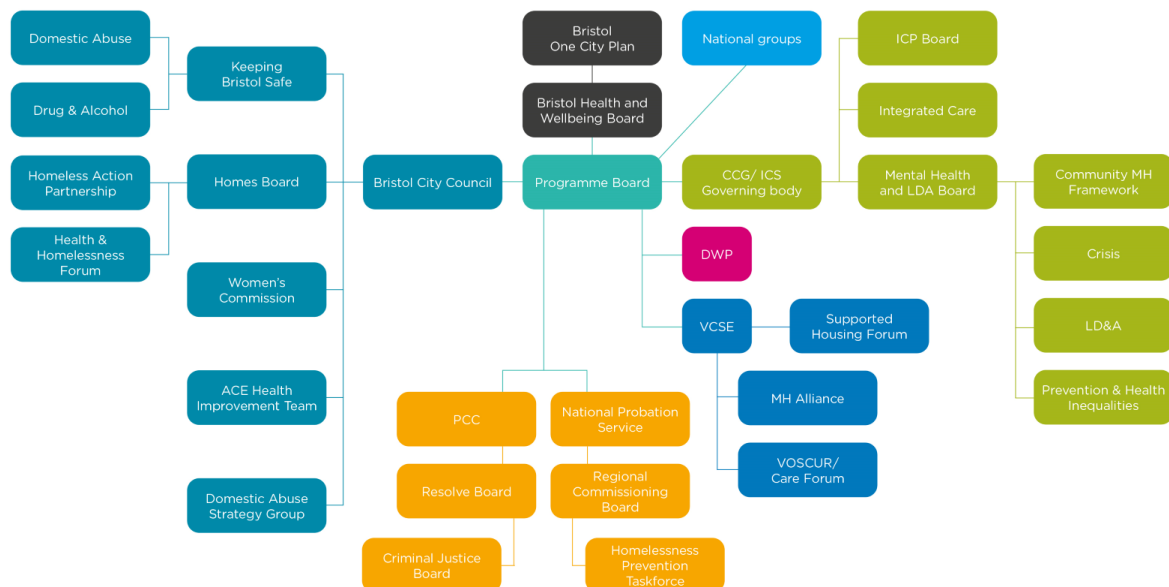 Domestic Abuse
Drug & Alcohol
Keeping
Bristol Safe
Homeless Action
Partnership
Health &
Homelessness
Forum
Homes Board
Women's
Commission
ACE Health
Improvement Team
Domestic Abuse
Strategy Group
Bristol City Council
Bristol
One City Plan
Bristol Health and
Wellbeing Board
National groups
Programme Board
CCG/ ICS
Governing body
ICP Board
Integrated Care
Mental Health
and LDA Board
Community MH
Framework
Crisis
LD&A
Prevention & Health
Inequalities
DWP
VCSE
Supported
Housing Forum
MH Alliance
VOSCUR/
Care Forum
PCC
Resolve Board
Criminal Justice
Board
National Probation
Service
Regional
Commissioning
Board
Homelessness
Prevention
Taskforce